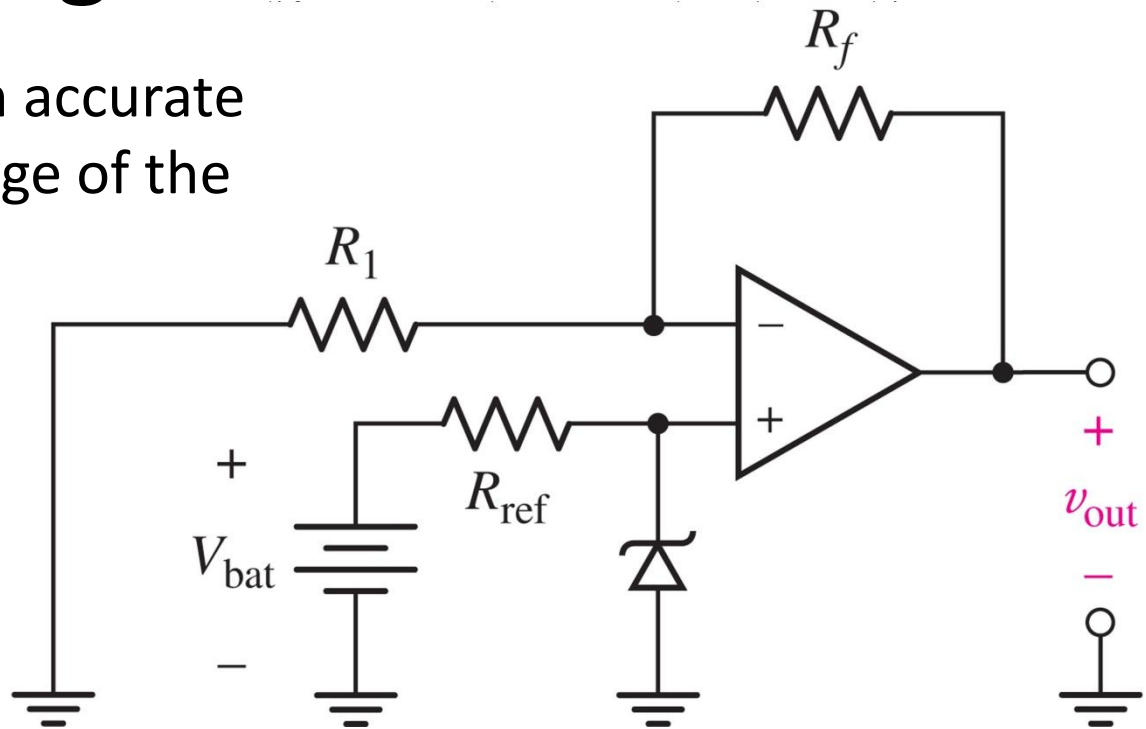 accurate
ge of the
R_f
R_1
−
+
R_ref
+
V_bat
−
+
v_out
−